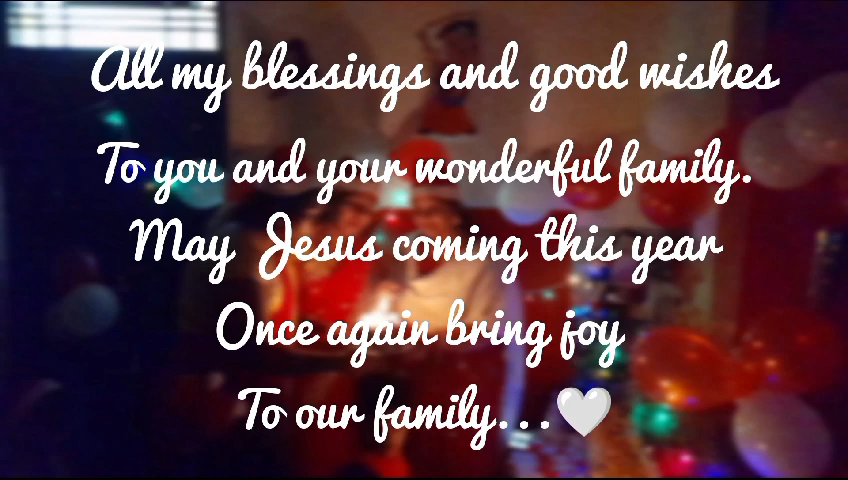 All my blessings and good wishes
To you and your wonderful family.
May Jesus coming this year
Once again bring joy
To our family...🤍